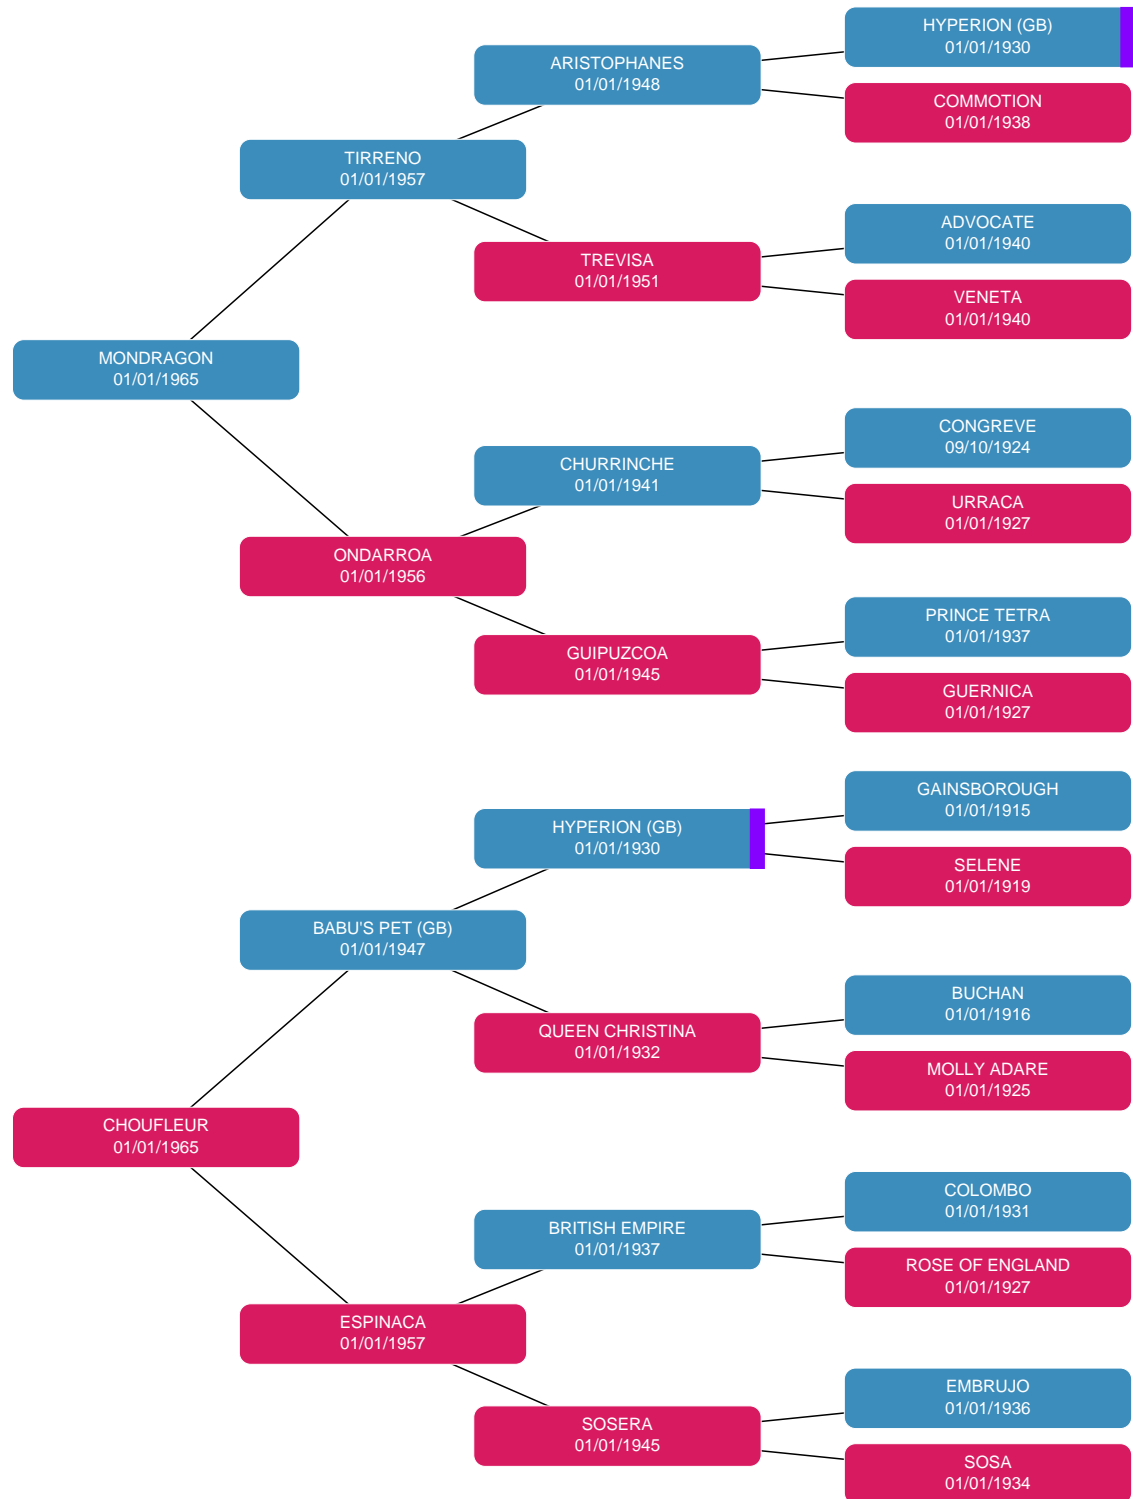 HYPERION (GB)
01/01/1930
ARISTOPHANES
01/01/1948
COMMOTION
01/01/1938
TIRRENO
01/01/1957
ADVOCATE
01/01/1940
TREVISA
01/01/1951
VENETA
01/01/1940
MONDRAGON
01/01/1965
CONGREVE
09/10/1924
CHURRINCHE
01/01/1941
URRACA
01/01/1927
ONDARROA
01/01/1956
PRINCE TETRA
01/01/1937
GUIPUZCOA
01/01/1945
GUERNICA
01/01/1927
GAINSBOROUGH
01/01/1915
HYPERION (GB)
01/01/1930
SELENE
01/01/1919
BABU'S PET (GB)
01/01/1947
BUCHAN
01/01/1916
QUEEN CHRISTINA
01/01/1932
MOLLY ADARE
01/01/1925
CHOUFLEUR
01/01/1965
COLOMBO
01/01/1931
BRITISH EMPIRE
01/01/1937
ROSE OF ENGLAND
01/01/1927
ESPINACA
01/01/1957
EMBRUJO
01/01/1936
SOSERA
01/01/1945
SOSA
01/01/1934